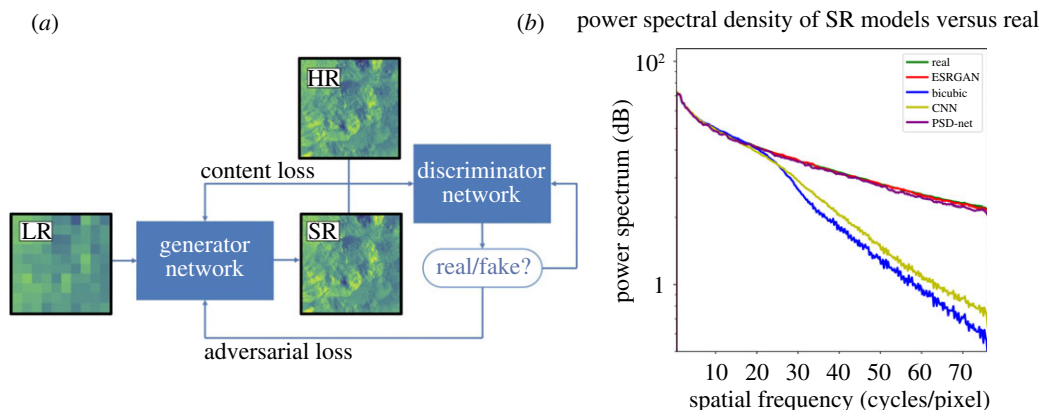 (a)
HR
content loss
discriminator
network
LR
generator
network
SR
real/fake?
adversarial loss
(b)
power spectral density of SR models versus real
10²
1
power spectrum (dB)
real
ESRGAN
bicubic
CNN
PSD-net
10 20 30 40 50 60 70
spatial frequency (cycles/pixel)